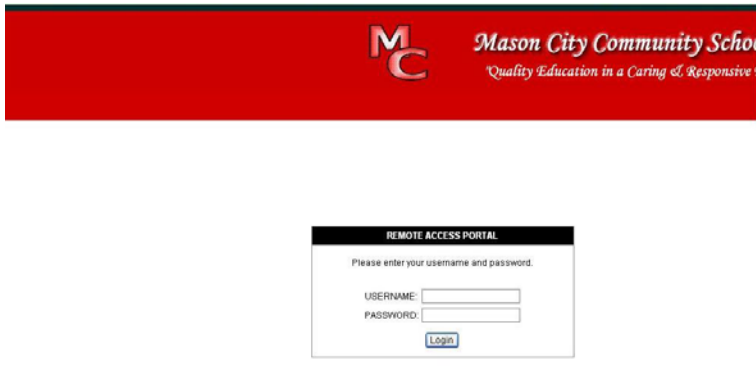 MC
Mason City Community Schoo
"Quality Education in a Caring & Responsive
REMOTE ACCESS PORTAL
Please enter your username and password.
USERNAME:
PASSWORD:
Login